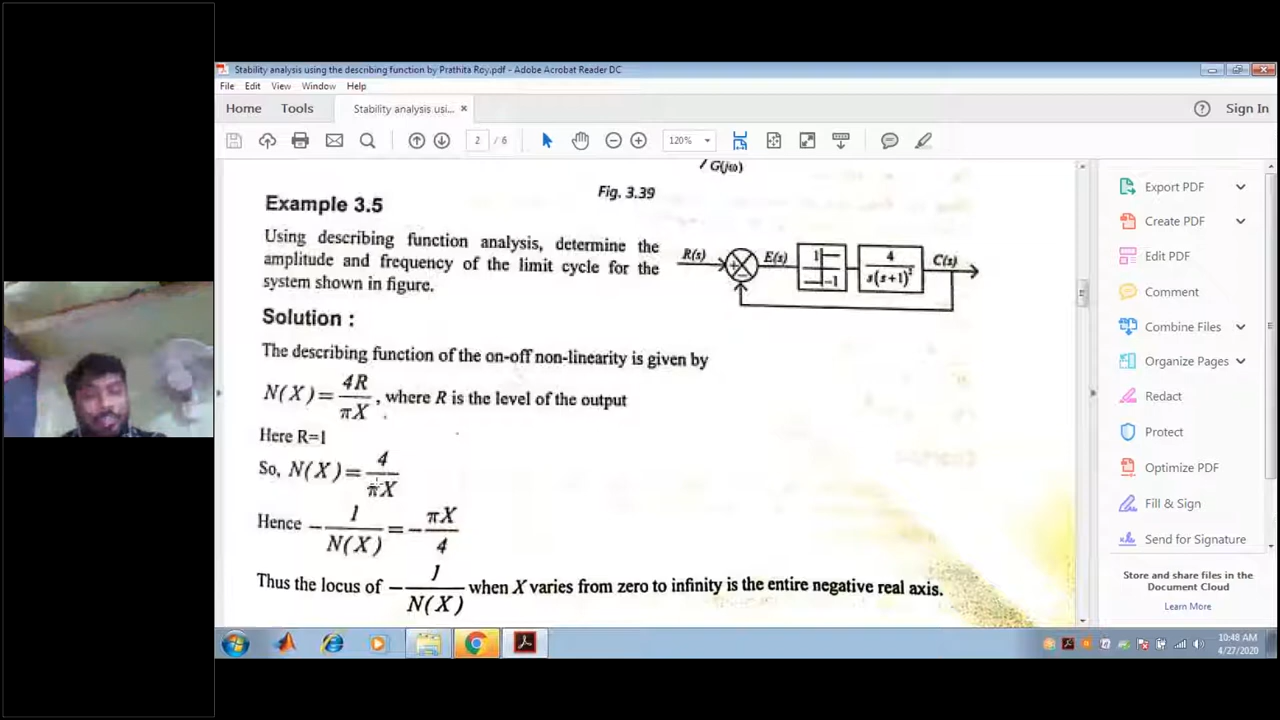 Stability analysis using the describing function by Prathita Roy.pdf - Adobe Acrobat Reader DC
File Edit View Window Help
Home Tools Stability analysis usi... × Sign In
2 / 6 120%
G(jω)
Fig. 3.39
Example 3.5
Using describing function analysis, determine the
amplitude and frequency of the limit cycle for the
system shown in figure.
R(s) + − E(s) 1 −1 4 / s(s+1)² C(s)
Solution :
The describing function of the on-off non-linearity is given by
N(X) = 4R / πX , where R is the level of the output
Here R=1
So, N(X) = 4 / πX
Hence − 1 / N(X) = − πX / 4
Thus the locus of − 1 / N(X) when X varies from zero to infinity is the entire negative real axis.
Export PDF
Create PDF
Edit PDF
Comment
Combine Files
Organize Pages
Redact
Protect
Optimize PDF
Fill & Sign
Send for Signature
Store and share files in the
Document Cloud
Learn More
10:48 AM
4/27/2020